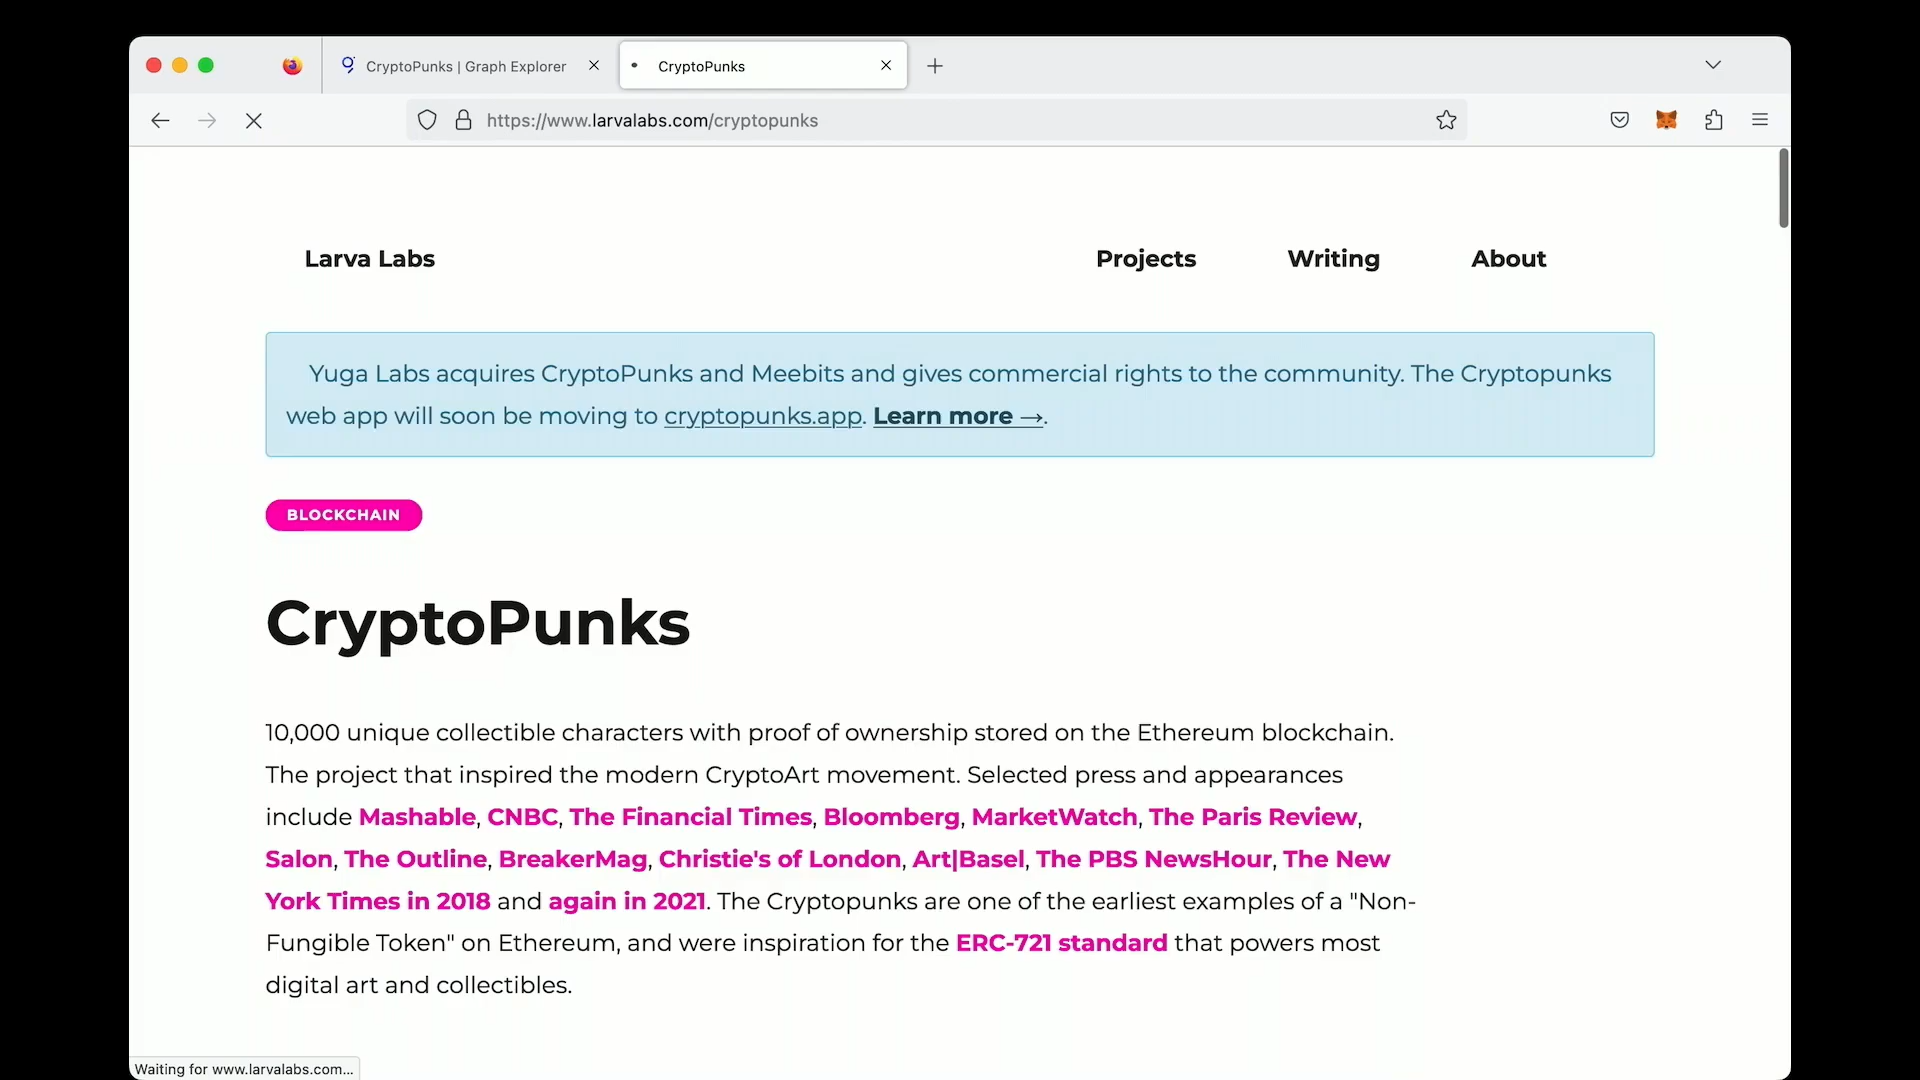 CryptoPunks | Graph Explorer
CryptoPunks
https://www.larvalabs.com/cryptopunks
Larva Labs
Projects
Writing
About
Yuga Labs acquires CryptoPunks and Meebits and gives commercial rights to the community. The Cryptopunks
web app will soon be moving to cryptopunks.app. Learn more →.
BLOCKCHAIN
CryptoPunks
10,000 unique collectible characters with proof of ownership stored on the Ethereum blockchain.
The project that inspired the modern CryptoArt movement. Selected press and appearances
include Mashable, CNBC, The Financial Times, Bloomberg, MarketWatch, The Paris Review,
Salon, The Outline, BreakerMag, Christie's of London, Art|Basel, The PBS NewsHour, The New
York Times in 2018 and again in 2021. The Cryptopunks are one of the earliest examples of a "Non-
Fungible Token" on Ethereum, and were inspiration for the ERC-721 standard that powers most
digital art and collectibles.
Waiting for www.larvalabs.com...